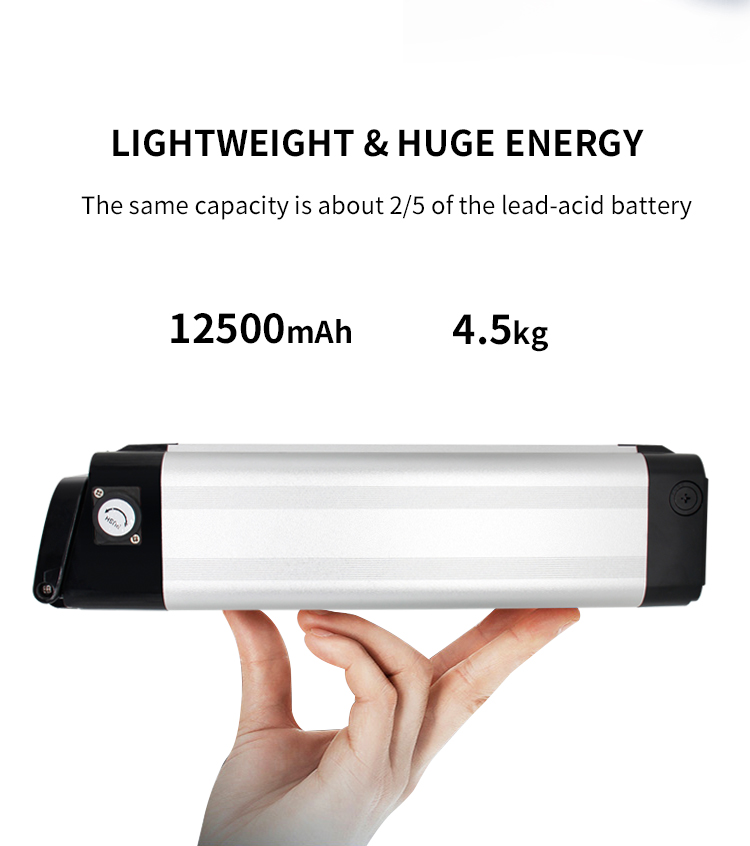 LIGHTWEIGHT & HUGE ENERGY
The same capacity is about 2/5 of the lead-acid battery
12500mAh 4.5kg